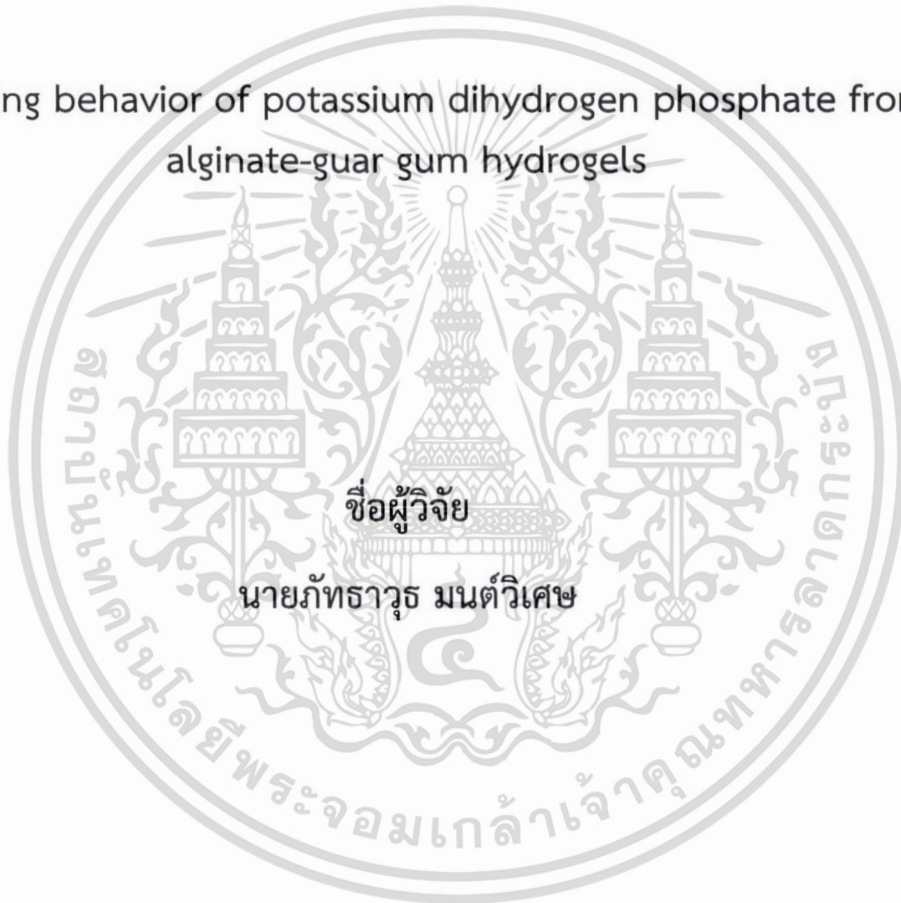 ng behavior of potassium dihydrogen phosphate fro
alginate-guar gum hydrogels
ชื่อผู้วิจัย
นายภัทธาวุธ มนต์วิเศษ
สถาบันเทคโนโลยีพระจอมเกล้าเจ้าคุณทหารลาดกระบัง
๔